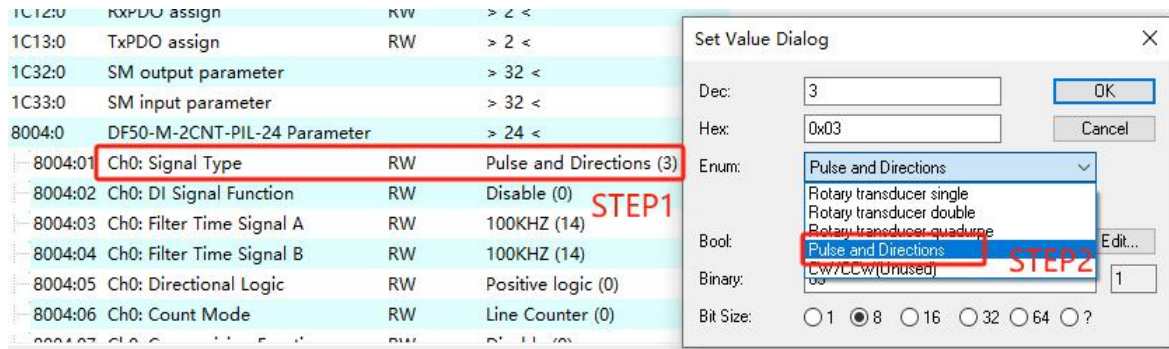 1C12:0 RxPDO assign RW > 2 <
1C13:0 TxPDO assign RW > 2 <
1C32:0 SM output parameter > 32 <
1C33:0 SM input parameter > 32 <
8004:0 DF50-M-2CNT-PIL-24 Parameter > 24 <
8004:01 Ch0: Signal Type RW Pulse and Directions (3)
8004:02 Ch0: DI Signal Function RW Disable (0)
STEP1
8004:03 Ch0: Filter Time Signal A RW 100KHZ (14)
8004:04 Ch0: Filter Time Signal B RW 100KHZ (14)
8004:05 Ch0: Directional Logic RW Positive logic (0)
8004:06 Ch0: Count Mode RW Line Counter (0)
Set Value Dialog
Dec: 3 OK
Hex: 0x03 Cancel
Enum: Pulse and Directions
Rotary transducer single
Rotary transducer double
Rotary transducer quadurpe
Pulse and Directions
STEP2
CW/CCW(Unused)
Bool: Edit...
Binary: 03 1
Bit Size: 1 8 16 32 64 ?